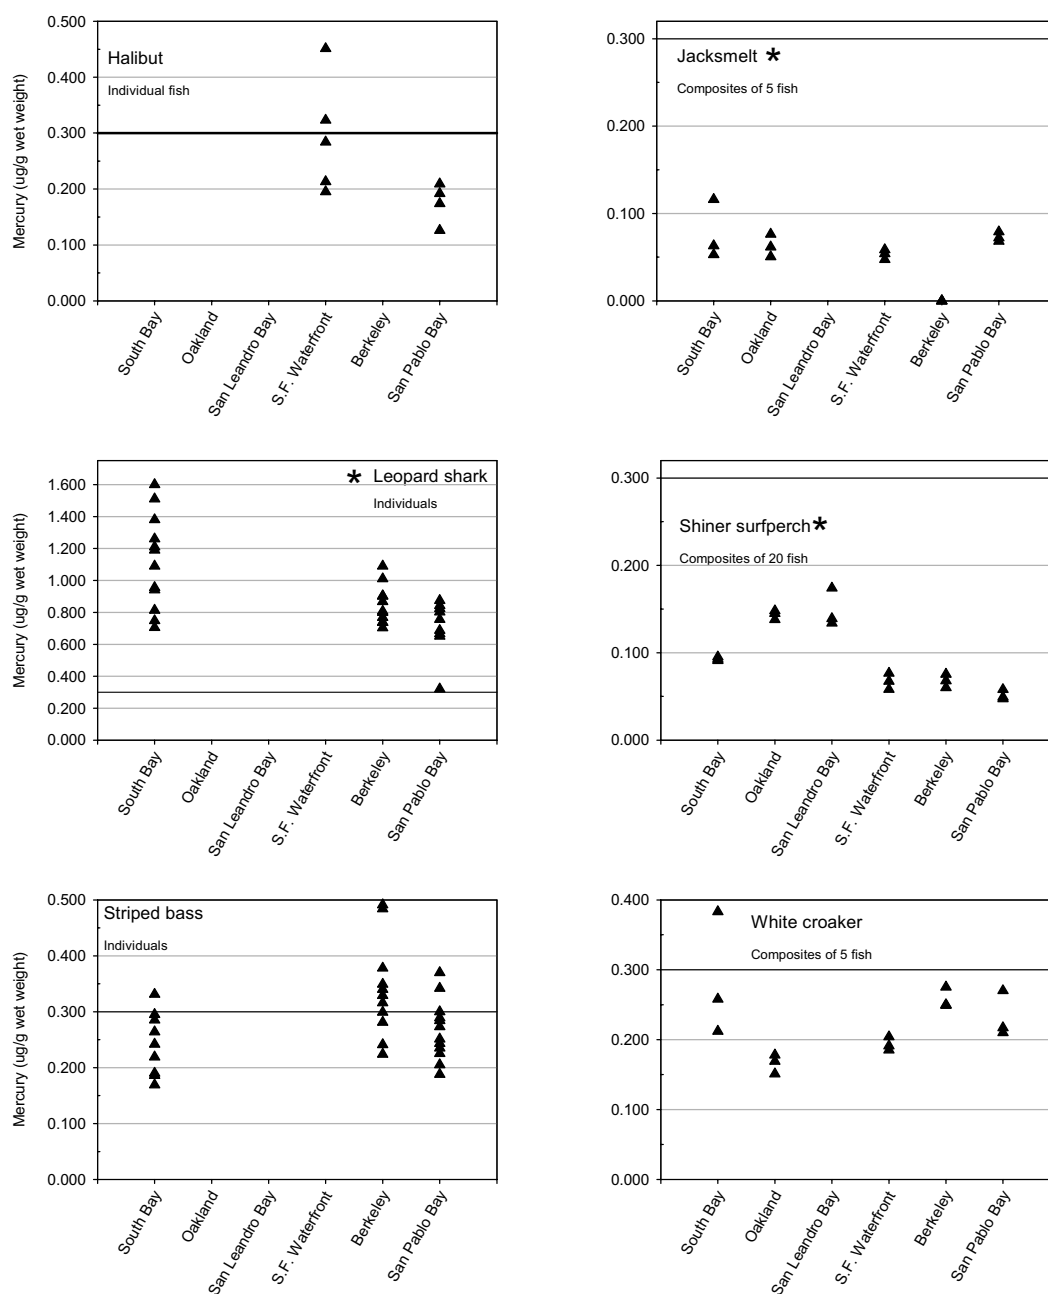 0.500
Halibut
0.400
Individual fish
0.300
0.200
0.100
0.000
Mercury (ug/g wet weight)
South Bay
Oakland
San Leandro Bay
S.F. Waterfront
Berkeley
San Pablo Bay
0.300
Jacksmelt *
Composites of 5 fish
0.200
0.100
0.000
South Bay
Oakland
San Leandro Bay
S.F. Waterfront
Berkeley
San Pablo Bay
1.600
* Leopard shark
Individuals
1.400
1.200
1.000
0.800
0.600
0.400
0.200
0.000
Mercury (ug/g wet weight)
South Bay
Oakland
San Leandro Bay
S.F. Waterfront
Berkeley
San Pablo Bay
0.300
Shiner surfperch *
Composites of 20 fish
0.200
0.100
0.000
South Bay
Oakland
San Leandro Bay
S.F. Waterfront
Berkeley
San Pablo Bay
0.500
Striped bass
Individuals
0.400
0.300
0.200
0.100
0.000
Mercury (ug/g wet weight)
South Bay
Oakland
San Leandro Bay
S.F. Waterfront
Berkeley
San Pablo Bay
0.400
White croaker
Composites of 5 fish
0.300
0.200
0.100
0.000
South Bay
Oakland
San Leandro Bay
S.F. Waterfront
Berkeley
San Pablo Bay